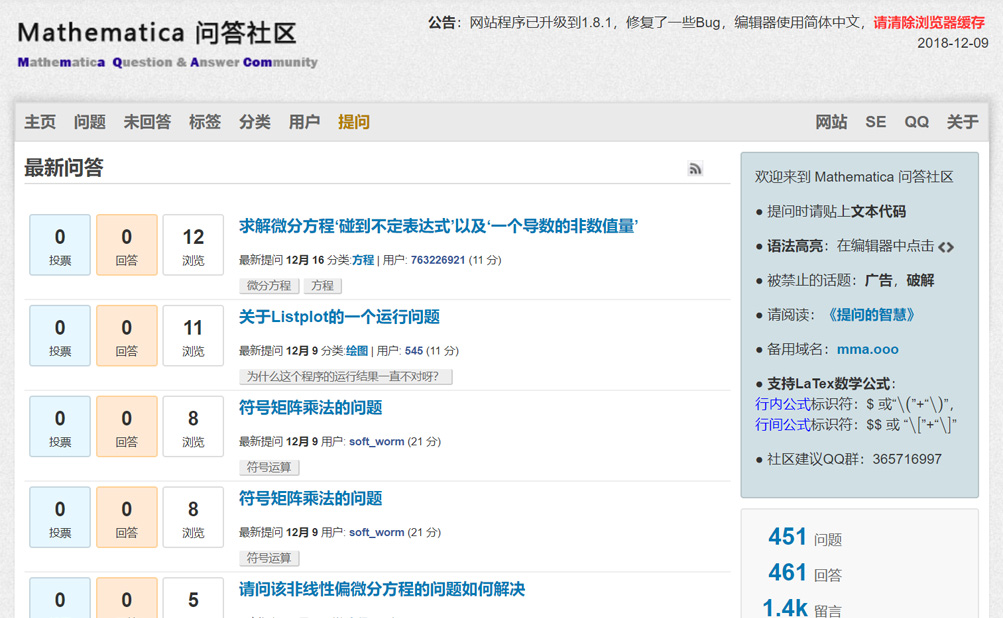 Mathematica 问答社区
Mathematica Question & Answer Community
公告：网站程序已升级到1.8.1，修复了一些Bug，编辑器使用简体中文，请清除浏览器缓存
2018-12-09
主页 问题 未回答 标签 分类 用户 提问
网站 SE QQ 关于
最新问答
0 0 12
投票 回答 浏览
求解微分方程‘碰到不定表达式’以及‘一个导数的非数值量’
最新提问 12月 16 分类:方程 | 用户: 763226921 (11 分)
微分方程 方程
0 0 11
投票 回答 浏览
关于Listplot的一个运行问题
最新提问 12月 9 分类:绘图 | 用户: 545 (11 分)
为什么这个程序的运行结果一直不对呀？
0 0 8
投票 回答 浏览
符号矩阵乘法的问题
最新提问 12月 9 用户: soft_worm (21 分)
符号运算
0 0 8
投票 回答 浏览
符号矩阵乘法的问题
最新提问 12月 9 用户: soft_worm (21 分)
符号运算
0 0 5
请问该非线性偏微分方程的问题如何解决
欢迎来到 Mathematica 问答社区
● 提问时请贴上文本代码
● 语法高亮：在编辑器中点击 <>
● 被禁止的话题：广告，破解
● 请阅读：《提问的智慧》
● 备用域名：mma.ooo
● 支持LaTex数学公式：
行内公式标识符：$ 或“\(”+“\)”，
行间公式标识符：$$ 或 “\[”+“\]”
● 社区建议QQ群：365716997
451 问题
461 回答
1.4k 留言